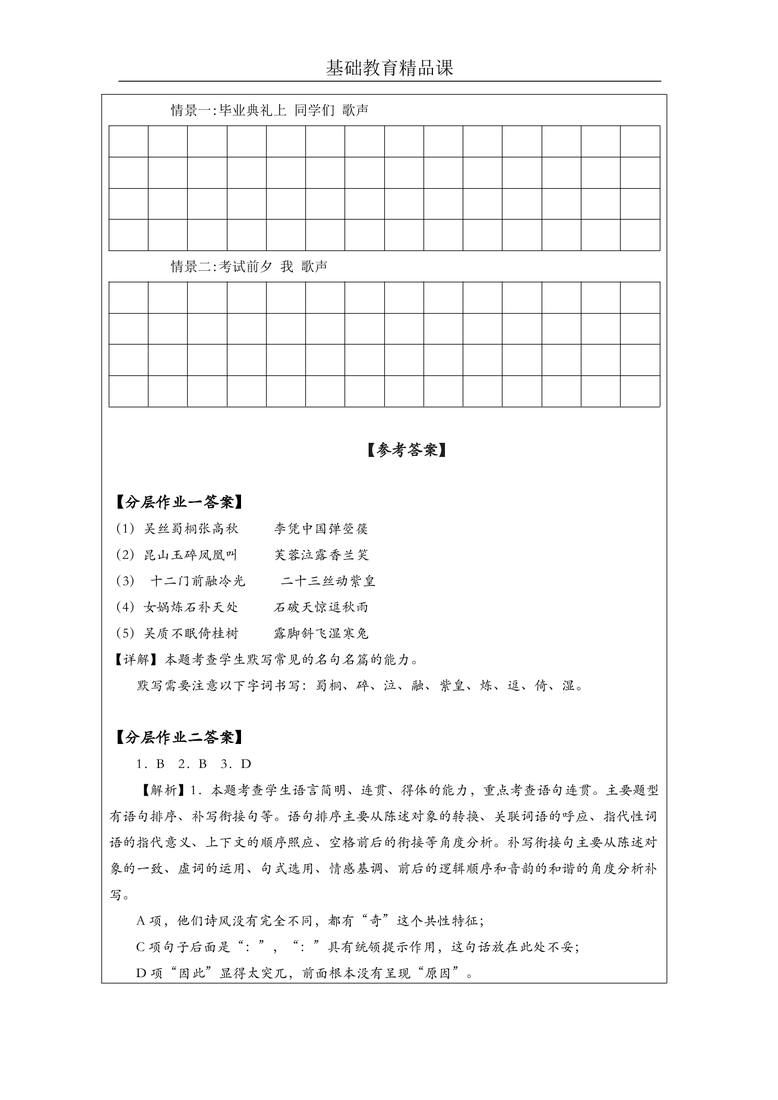 基础教育精品课
情景一:毕业典礼上 同学们 歌声
情景二:考试前夕 我 歌声
【参考答案】
【分层作业一答案】
（1）吴丝蜀桐张高秋 李凭中国弹箜篌
（2）昆山玉碎凤凰叫 芙蓉泣露香兰笑
（3） 十二门前融冷光 二十三丝动紫皇
（4）女娲炼石补天处 石破天惊逗秋雨
（5）吴质不眠倚桂树 露脚斜飞湿寒兔
【详解】本题考查学生默写常见的名句名篇的能力。
默写需要注意以下字词书写：蜀桐、碎、泣、融、紫皇、炼、逗、倚、湿。
【分层作业二答案】
1．B 2．B 3．D
【解析】1．本题考查学生语言简明、连贯、得体的能力，重点考查语句连贯。主要题型
有语句排序、补写衔接句等。语句排序主要从陈述对象的转换、关联词语的呼应、指代性词
语的指代意义、上下文的顺序照应、空格前后的衔接等角度分析。补写衔接句主要从陈述对
象的一致、虚词的运用、句式选用、情感基调、前后的逻辑顺序和音韵的和谐的角度分析补
写。
A 项，他们诗风没有完全不同，都有“奇”这个共性特征；
C 项句子后面是“：”，“：”具有统领提示作用，这句话放在此处不妥；
D 项“因此”显得太突兀，前面根本没有呈现“原因”。